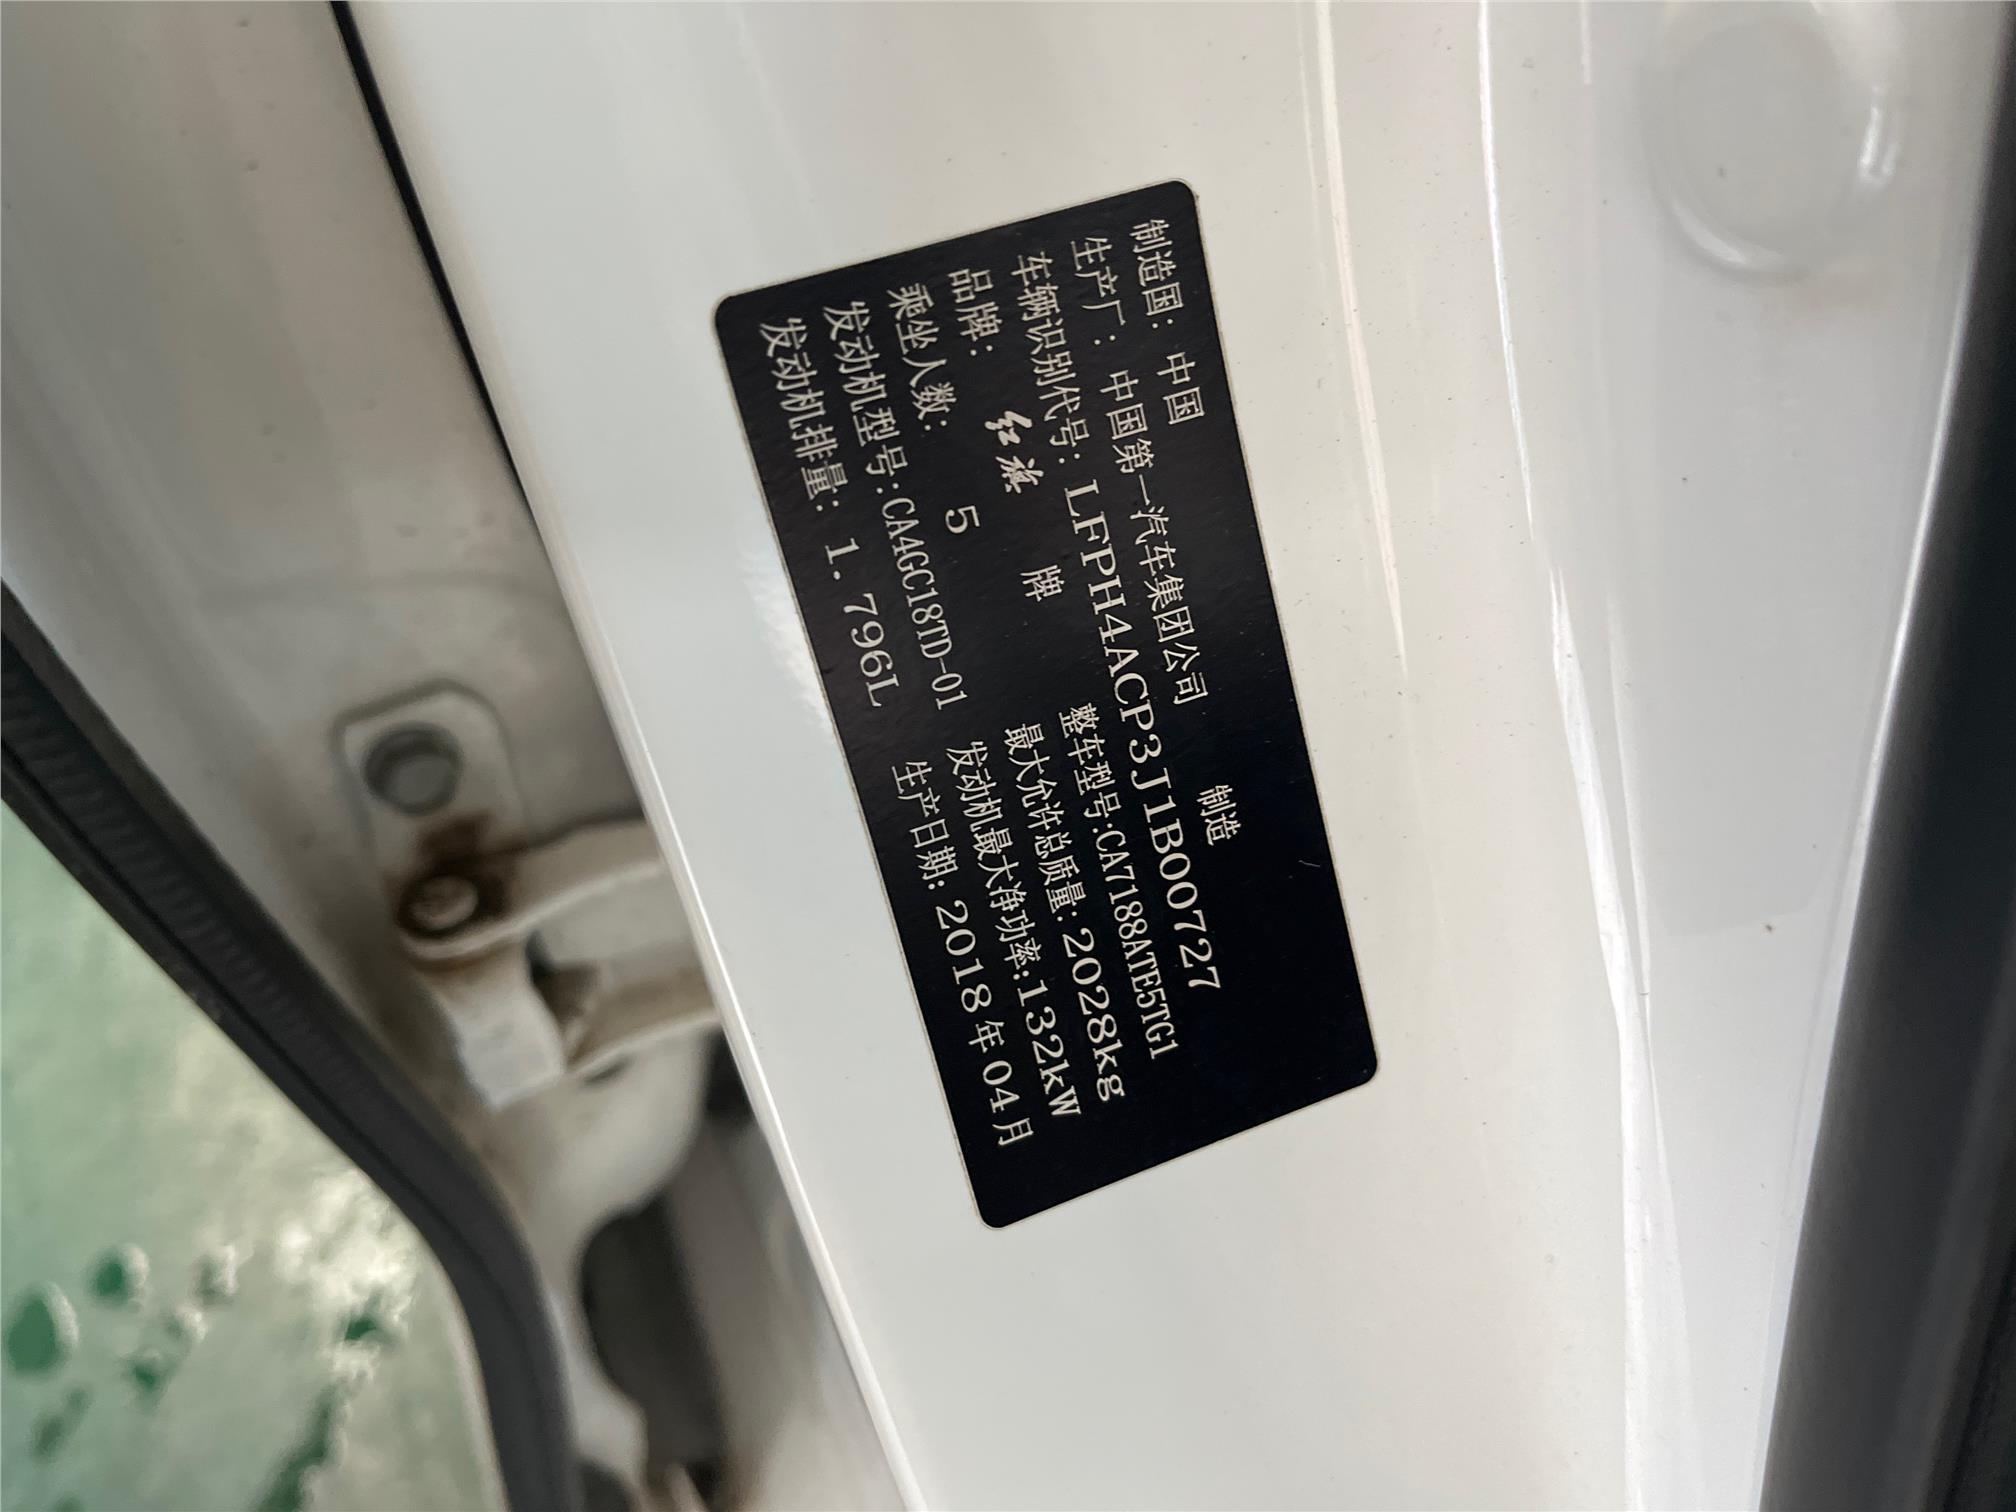 制造国：中国
生产厂：中国第一汽车集团公司 制造
车辆识别代号：LFPH4ACP3J1B00727
品牌：红旗 牌 整车型号:CA7188ATE5TG1
乘坐人数：5 最大允许总质量:2028kg
发动机型号:CA4GC18TD-01 发动机最大净功率:132kW
发动机排量：1.796L 生产日期:2018年04月